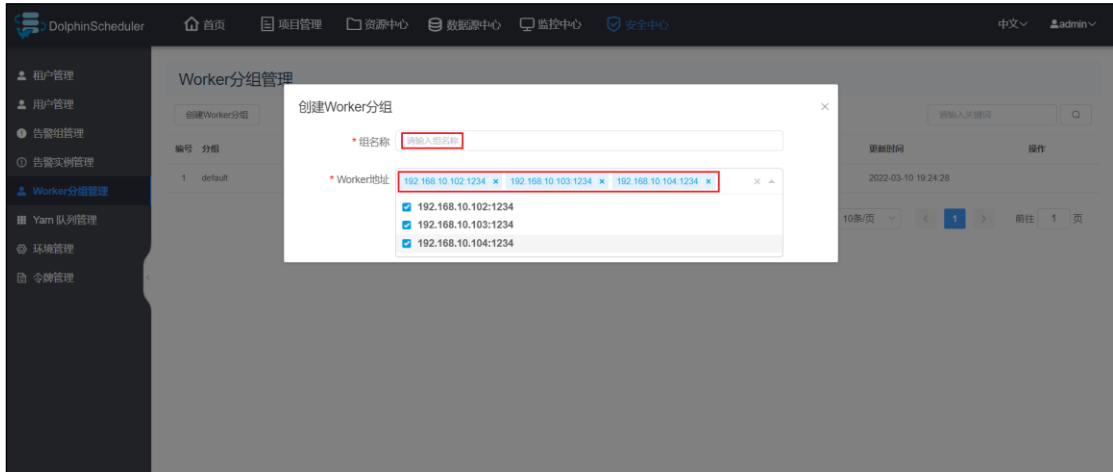 DolphinScheduler 首页 项目管理 资源中心 数据源中心 监控中心 安全中心 中文 admin
租户管理
用户管理
告警组管理
告警实例管理
Worker分组管理
Yarn 队列管理
环境管理
令牌管理
Worker分组管理
创建Worker分组 请输入关键词
编号 分组 更新时间 操作
1 default 2022-03-10 19:24:28
10条/页 1 前往 1 页
创建Worker分组
* 组名称 请输入组名称
* Worker地址 192.168.10.102:1234 192.168.10.103:1234 192.168.10.104:1234
192.168.10.102:1234
192.168.10.103:1234
192.168.10.104:1234